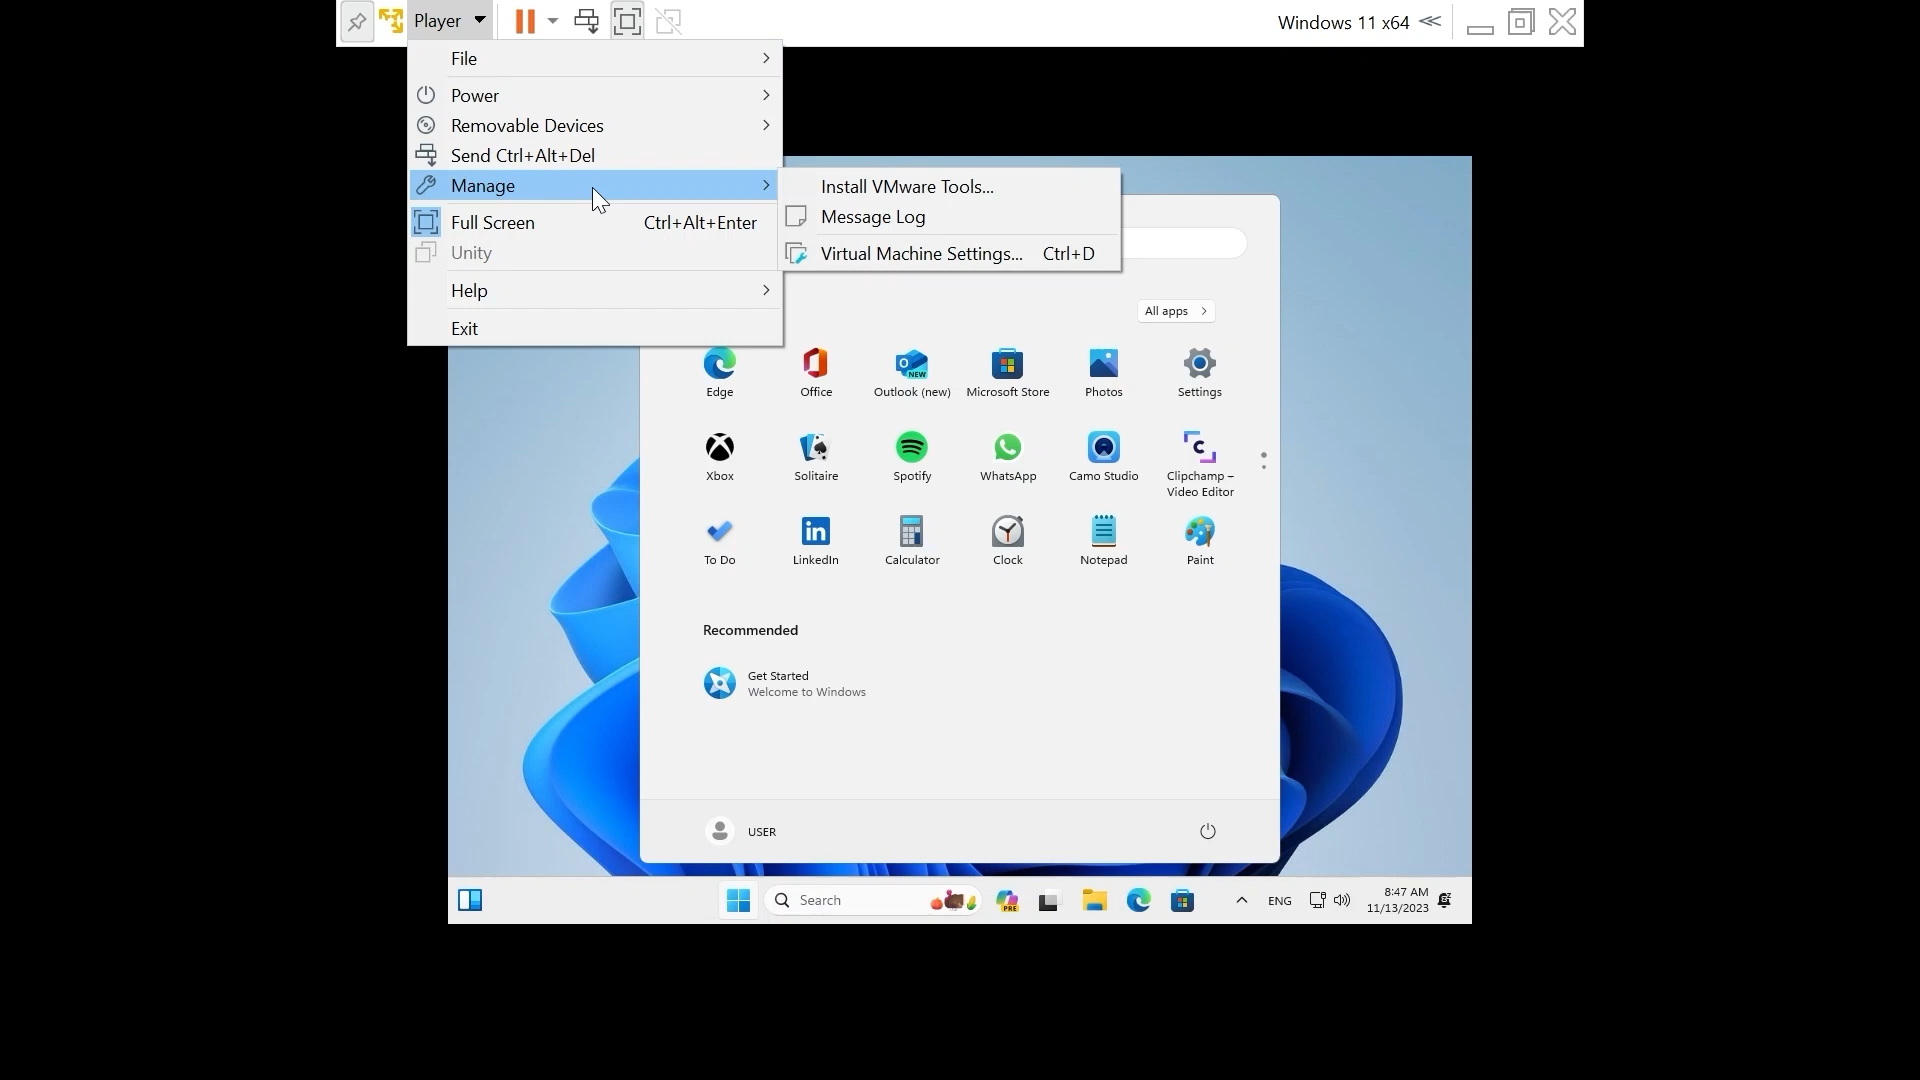 Player
Windows 11 x64
File
Power
Removable Devices
Send Ctrl+Alt+Del
Manage
Full Screen Ctrl+Alt+Enter
Unity
Help
Exit
Install VMware Tools...
Message Log
Virtual Machine Settings... Ctrl+D
All apps
Edge
Office
Outlook (new)
Microsoft Store
Photos
Settings
Xbox
Solitaire
Spotify
WhatsApp
Camo Studio
Clipchamp –
Video Editor
To Do
LinkedIn
Calculator
Clock
Notepad
Paint
Recommended
Get Started
Welcome to Windows
USER
Search
PRE
ENG
8:47 AM
11/13/2023